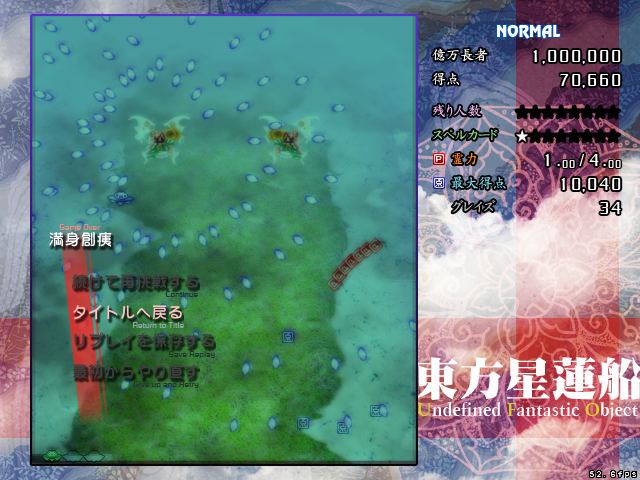 NORMAL
億万長者 1,000,000
得点 70,660
残り人数
スペルカード
P 霊力 1.00/4.00
点 最大得点 10,040
グレイズ 34
Game Over
満身創痍
続けて再挑戦する
Continue
タイトルへ戻る
Return to Title
リプレイを保存する
Save Replay
最初からやり直す
Give up and Retry
東方星蓮船
Undefined Fantastic Object
52.6fps